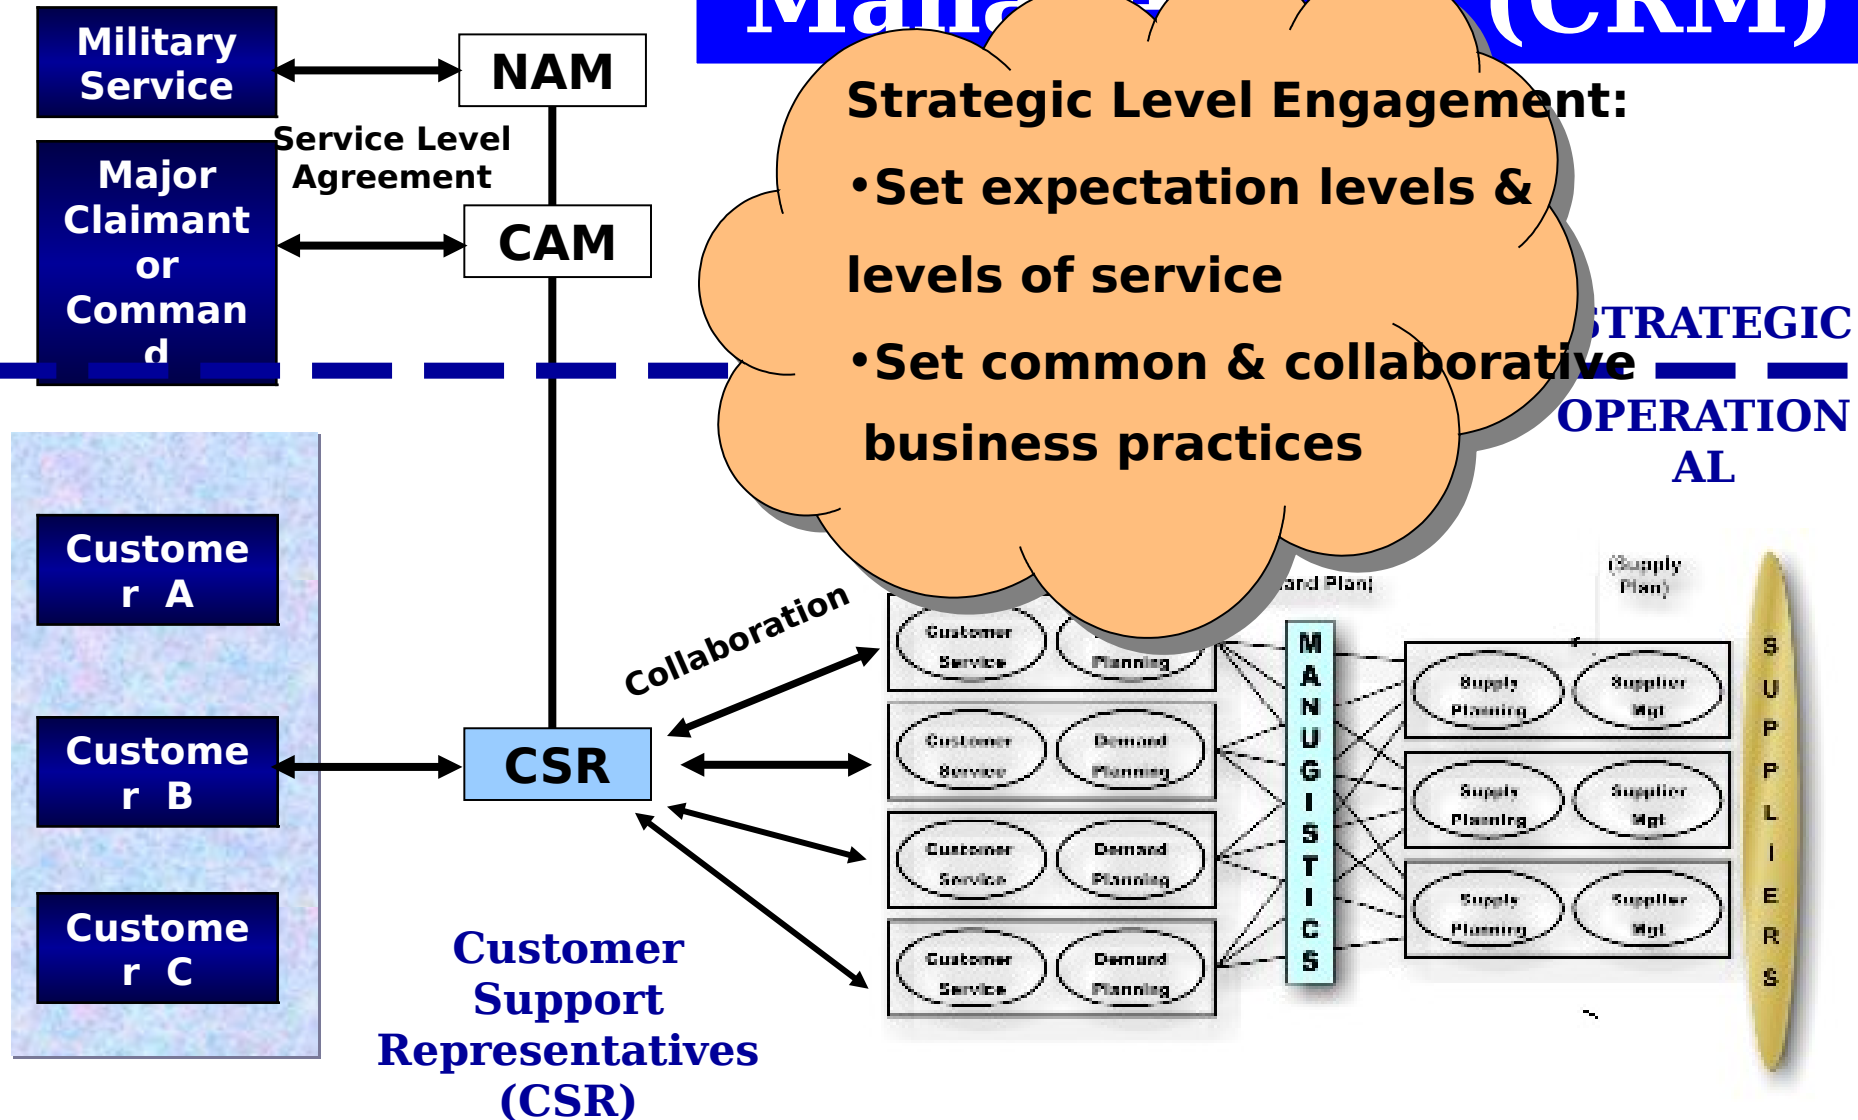 (CRM)
Military
Service
NAM
Service Level
Agreement
Major
Claimant
or
Comman
d
CAM
Strategic Level Engagement:
•Set expectation levels &
levels of service
•Set common & collaborative
business practices
STRATEGIC
OPERATION
AL
Custome
r A
Custome
r B
Custome
r C
Collaboration
CSR
Customer
Support
Representatives
(CSR)
and Plan)
(Supply
Plan)
Customer
Service
Planning
Customer
Service
Demand
Planning
Customer
Service
Demand
Planning
Customer
Service
Demand
Planning
MANUGISTICS
Supply
Planning
Supplier
Mgt
Supply
Planning
Supplier
Mgt
Supply
Planning
Supplier
Mgt
SUPPLIERS